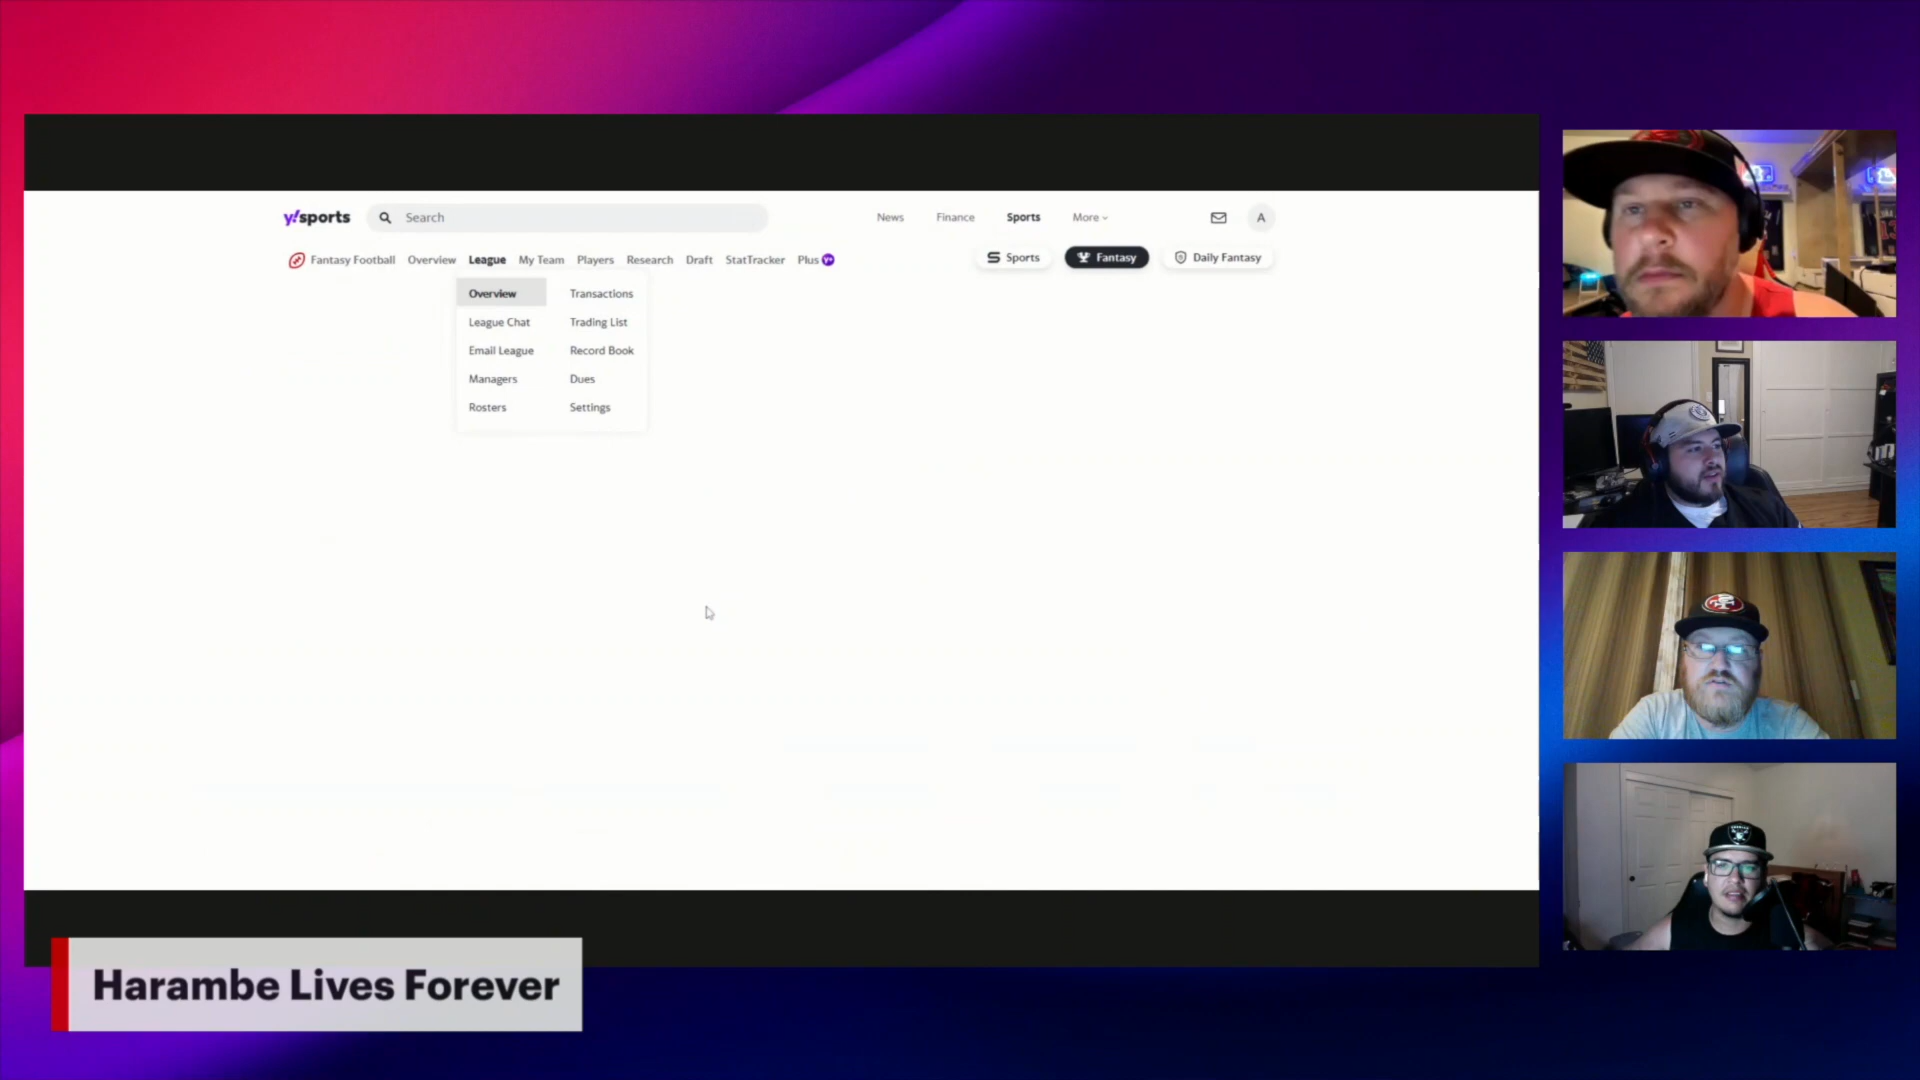 y!sports
Search
News Finance Sports More
A
Fantasy Football Overview League My Team Players Research Draft StatTracker Plus
Sports Fantasy Daily Fantasy
Overview Transactions
League Chat Trading List
Email League Record Book
Managers Dues
Rosters Settings
Harambe Lives Forever